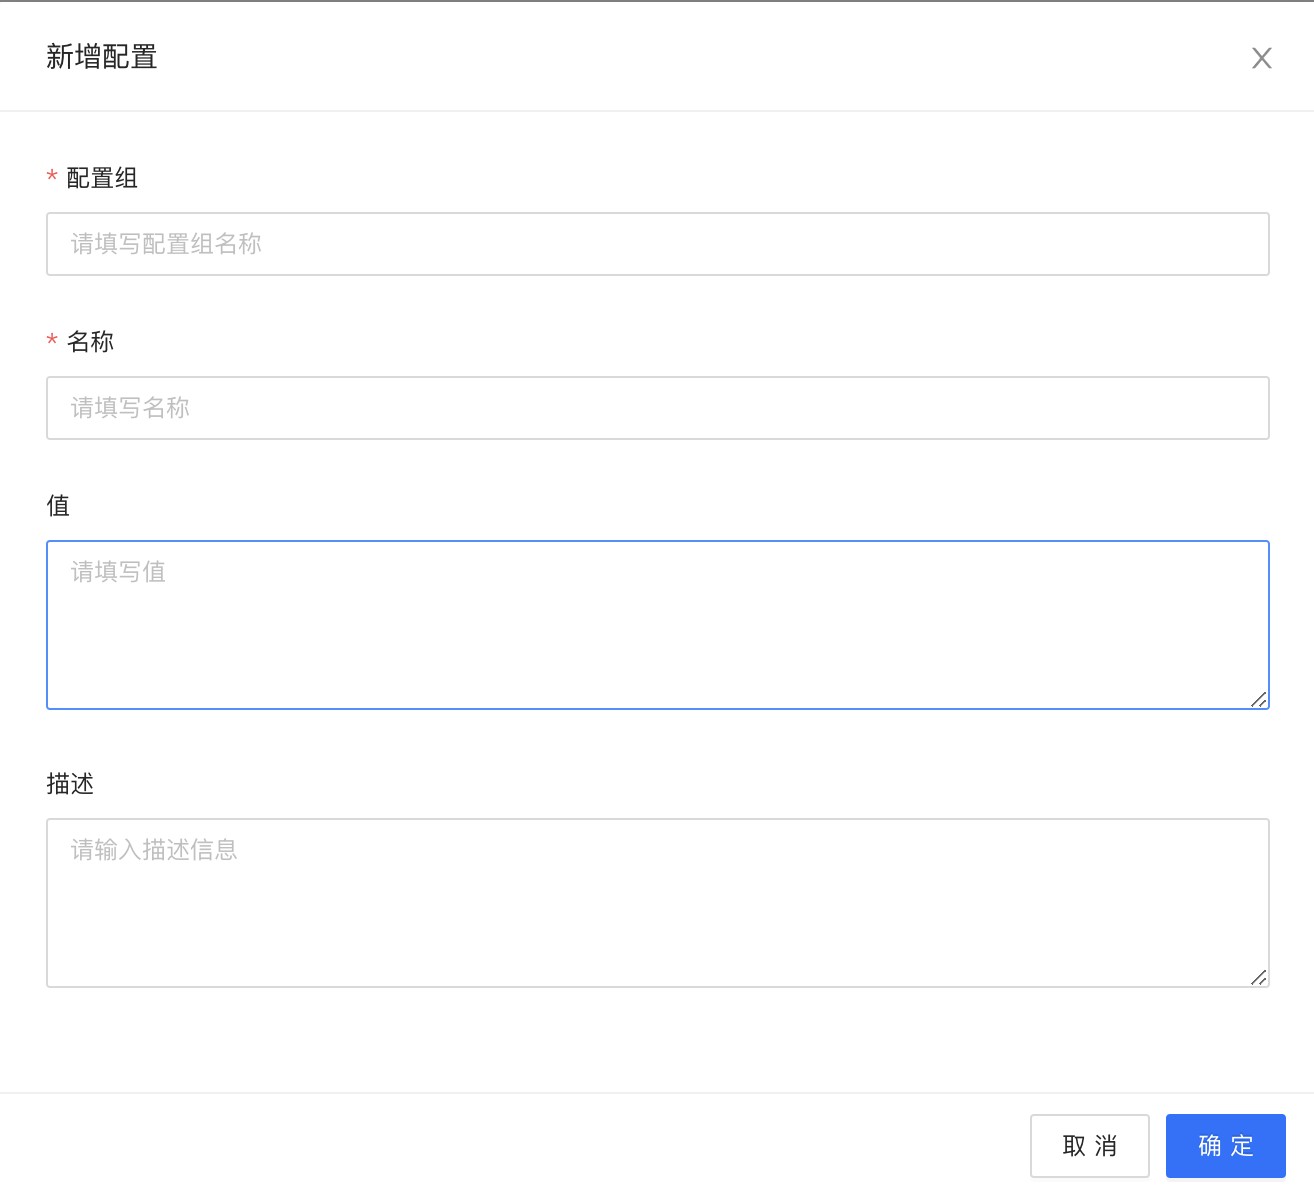 新增配置
* 配置组
请填写配置组名称
* 名称
请填写名称
值
请填写值
描述
请输入描述信息
取 消 确 定